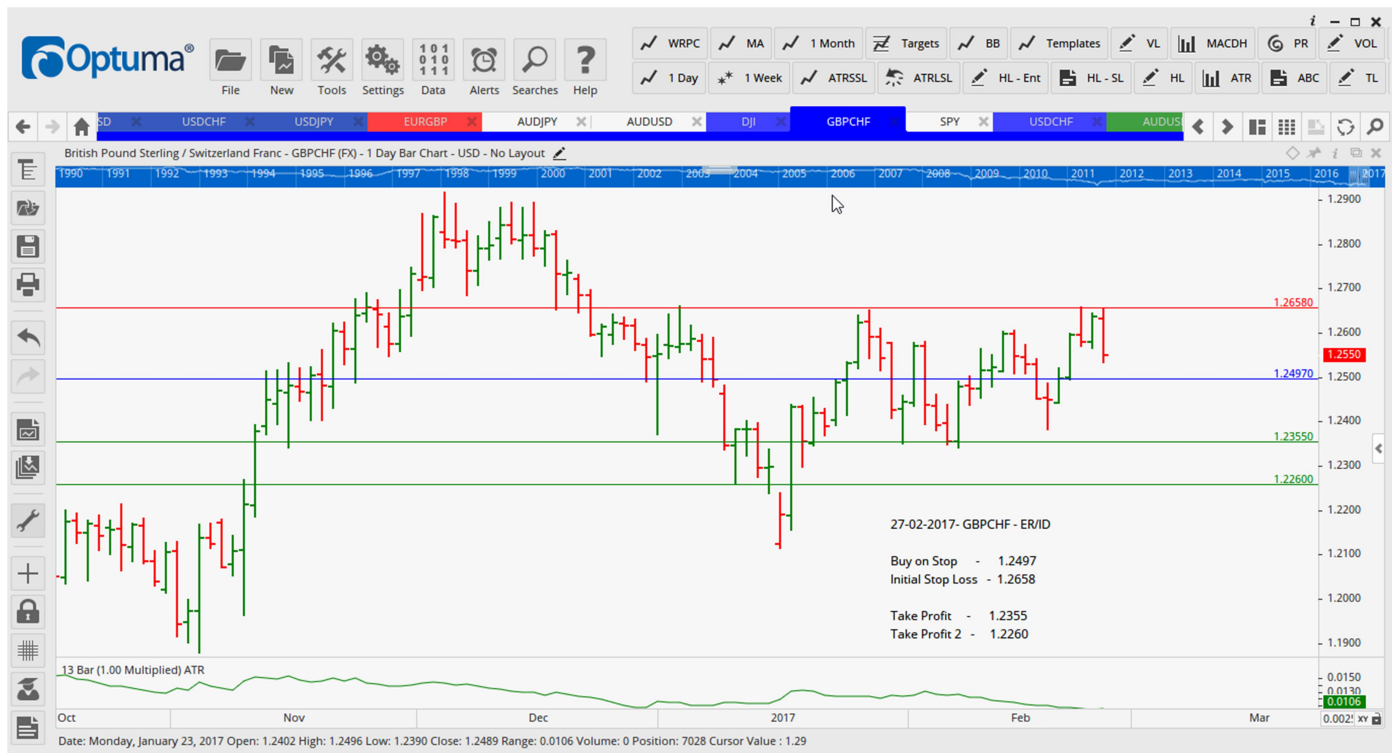 i
Optuma®
File
New
Tools
Settings
101
010
111
Data
Alerts
Searches
?
Help
WRPC MA 1 Month Targets BB Templates VL MACDH PR VOL
1 Day 1 Week ATRSSL ATRLSL HL - Ent HL - SL HL ATR ABC TL
SD USDCHF USDJPY EURGBP AUDJPY AUDUSD DJI GBPCHF SPY USDCHF AUDUS
British Pound Sterling / Switzerland Franc - GBPCHF (FX) - 1 Day Bar Chart - USD - No Layout
1990 1991 1992 1993 1994 1995 1996 1997 1998 1999 2000 2001 2002 2003 2004 2005 2006 2007 2008 2009 2010 2011 2012 2013 2014 2015 2016 2017
1.2900
1.2800
1.2700
1.26580
1.2600
1.2550
1.24970
1.2500
1.2400
1.23550
1.2300
1.22600
1.2200
27-02-2017- GBPCHF - ER/ID
1.2100
Buy on Stop - 1.2497
Initial Stop Loss - 1.2658
1.2000
Take Profit - 1.2355
Take Profit 2 - 1.2260
1.1900
13 Bar (1.00 Multiplied) ATR
0.0150
0.0130
0.0106
Oct Nov Dec 2017 Feb Mar
XY
Date: Monday, January 23, 2017 Open: 1.2402 High: 1.2496 Low: 1.2390 Close: 1.2489 Range: 0.0106 Volume: 0 Position: 7028 Cursor Value : 1.29